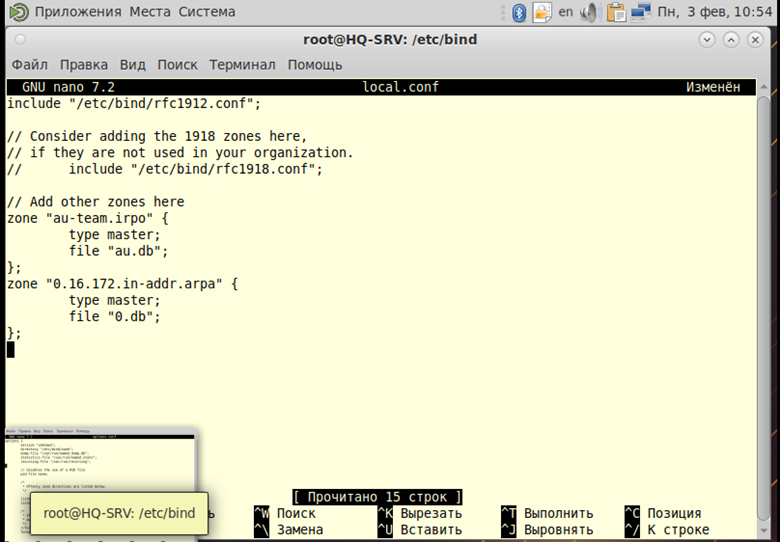 Приложения Места Система en Пн, 3 фев, 10:54
root@HQ-SRV: /etc/bind
Файл Правка Вид Поиск Терминал Помощь
GNU nano 7.2 local.conf Изменён
include "/etc/bind/rfc1912.conf";
// Consider adding the 1918 zones here,
// if they are not used in your organization.
// include "/etc/bind/rfc1918.conf";
// Add other zones here
zone "au-team.irpo" {
type master;
file "au.db";
};
zone "0.16.172.in-addr.arpa" {
type master;
file "0.db";
};
[ Прочитано 15 строк ]
^W Поиск ^K Вырезать ^T Выполнить ^C Позиция
^\ Замена ^U Вставить ^J Выровнять ^/ К строке
root@HQ-SRV: /etc/bind